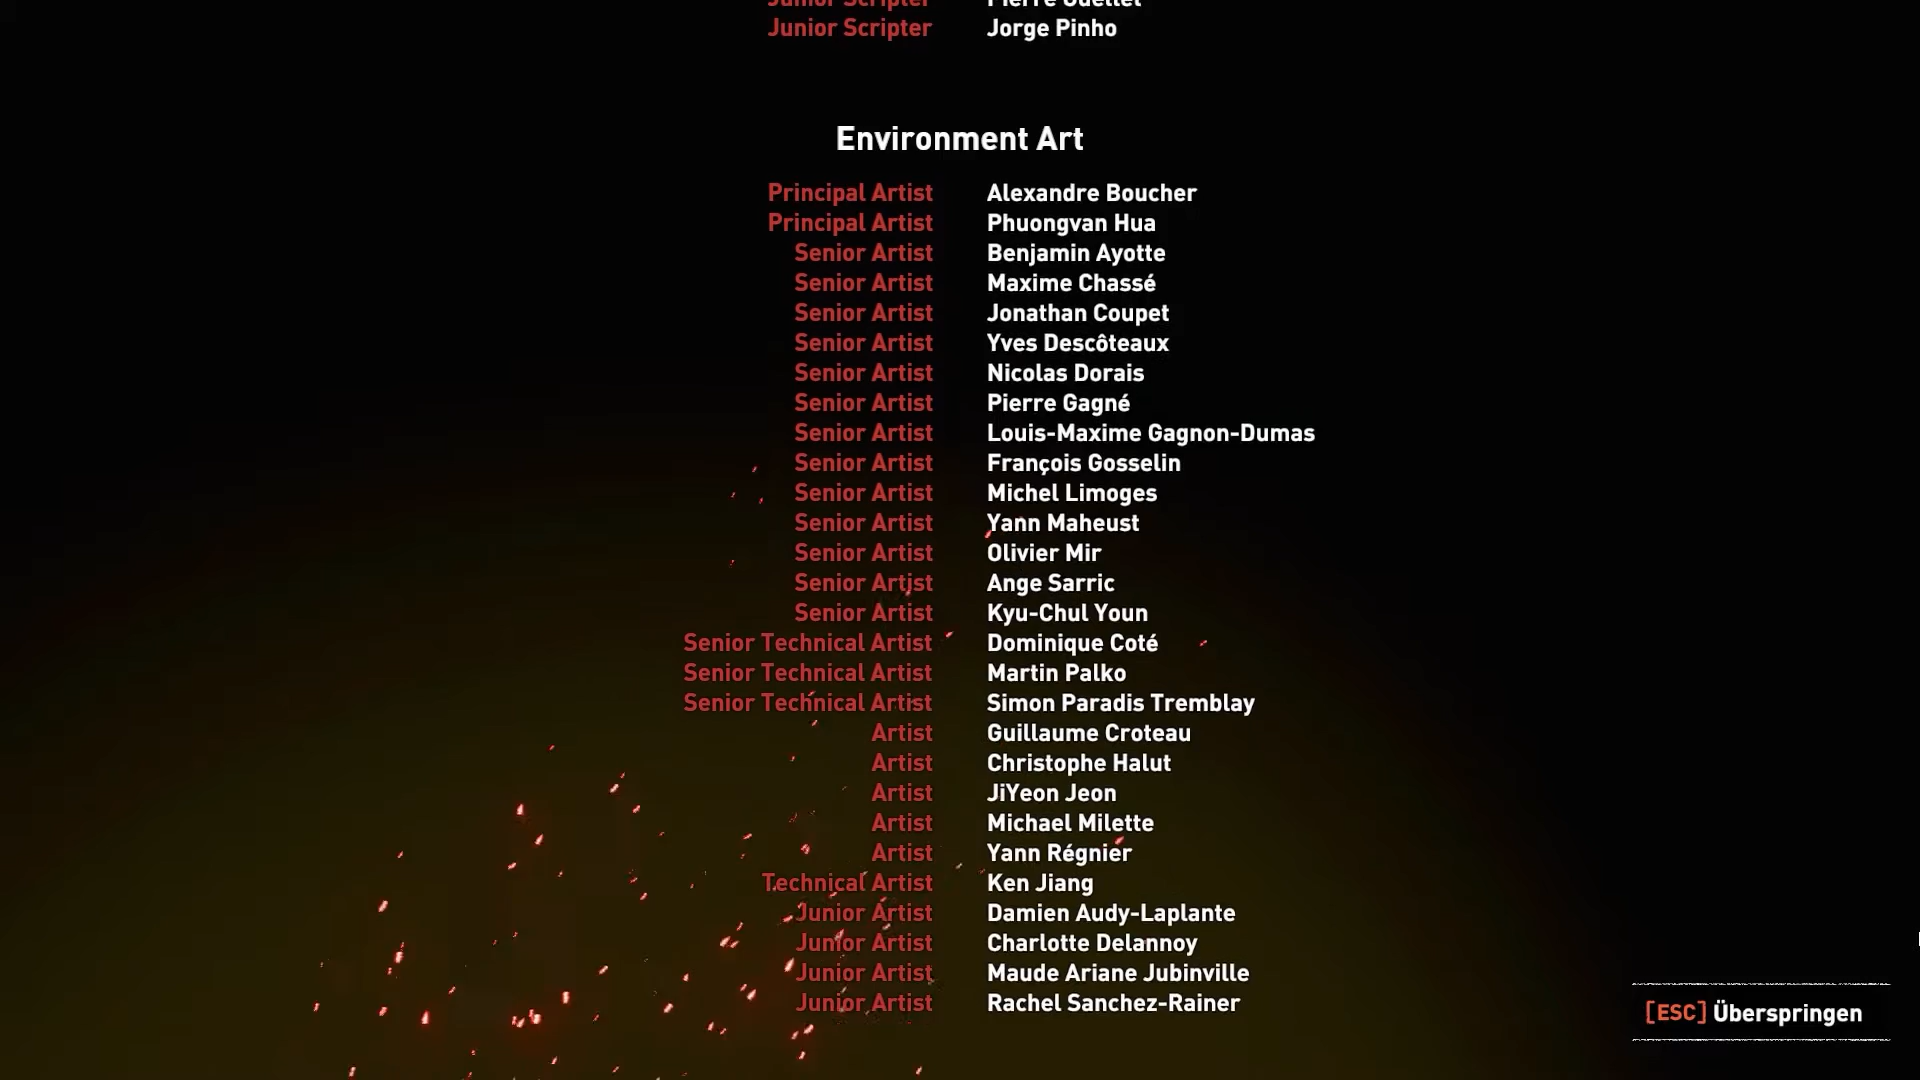 Junior Scripter Pierre Ouellet
Junior Scripter Jorge Pinho
Environment Art
Principal Artist Alexandre Boucher
Principal Artist Phuongvan Hua
Senior Artist Benjamin Ayotte
Senior Artist Maxime Chassé
Senior Artist Jonathan Coupet
Senior Artist Yves Descôteaux
Senior Artist Nicolas Dorais
Senior Artist Pierre Gagné
Senior Artist Louis-Maxime Gagnon-Dumas
Senior Artist François Gosselin
Senior Artist Michel Limoges
Senior Artist Yann Maheust
Senior Artist Olivier Mir
Senior Artist Ange Sarric
Senior Artist Kyu-Chul Youn
Senior Technical Artist Dominique Coté
Senior Technical Artist Martin Palko
Senior Technical Artist Simon Paradis Tremblay
Artist Guillaume Croteau
Artist Christophe Halut
Artist JiYeon Jeon
Artist Michael Milette
Artist Yann Régnier
Technical Artist Ken Jiang
Junior Artist Damien Audy-Laplante
Junior Artist Charlotte Delannoy
Junior Artist Maude Ariane Jubinville
Junior Artist Rachel Sanchez-Rainer
[ESC] Überspringen